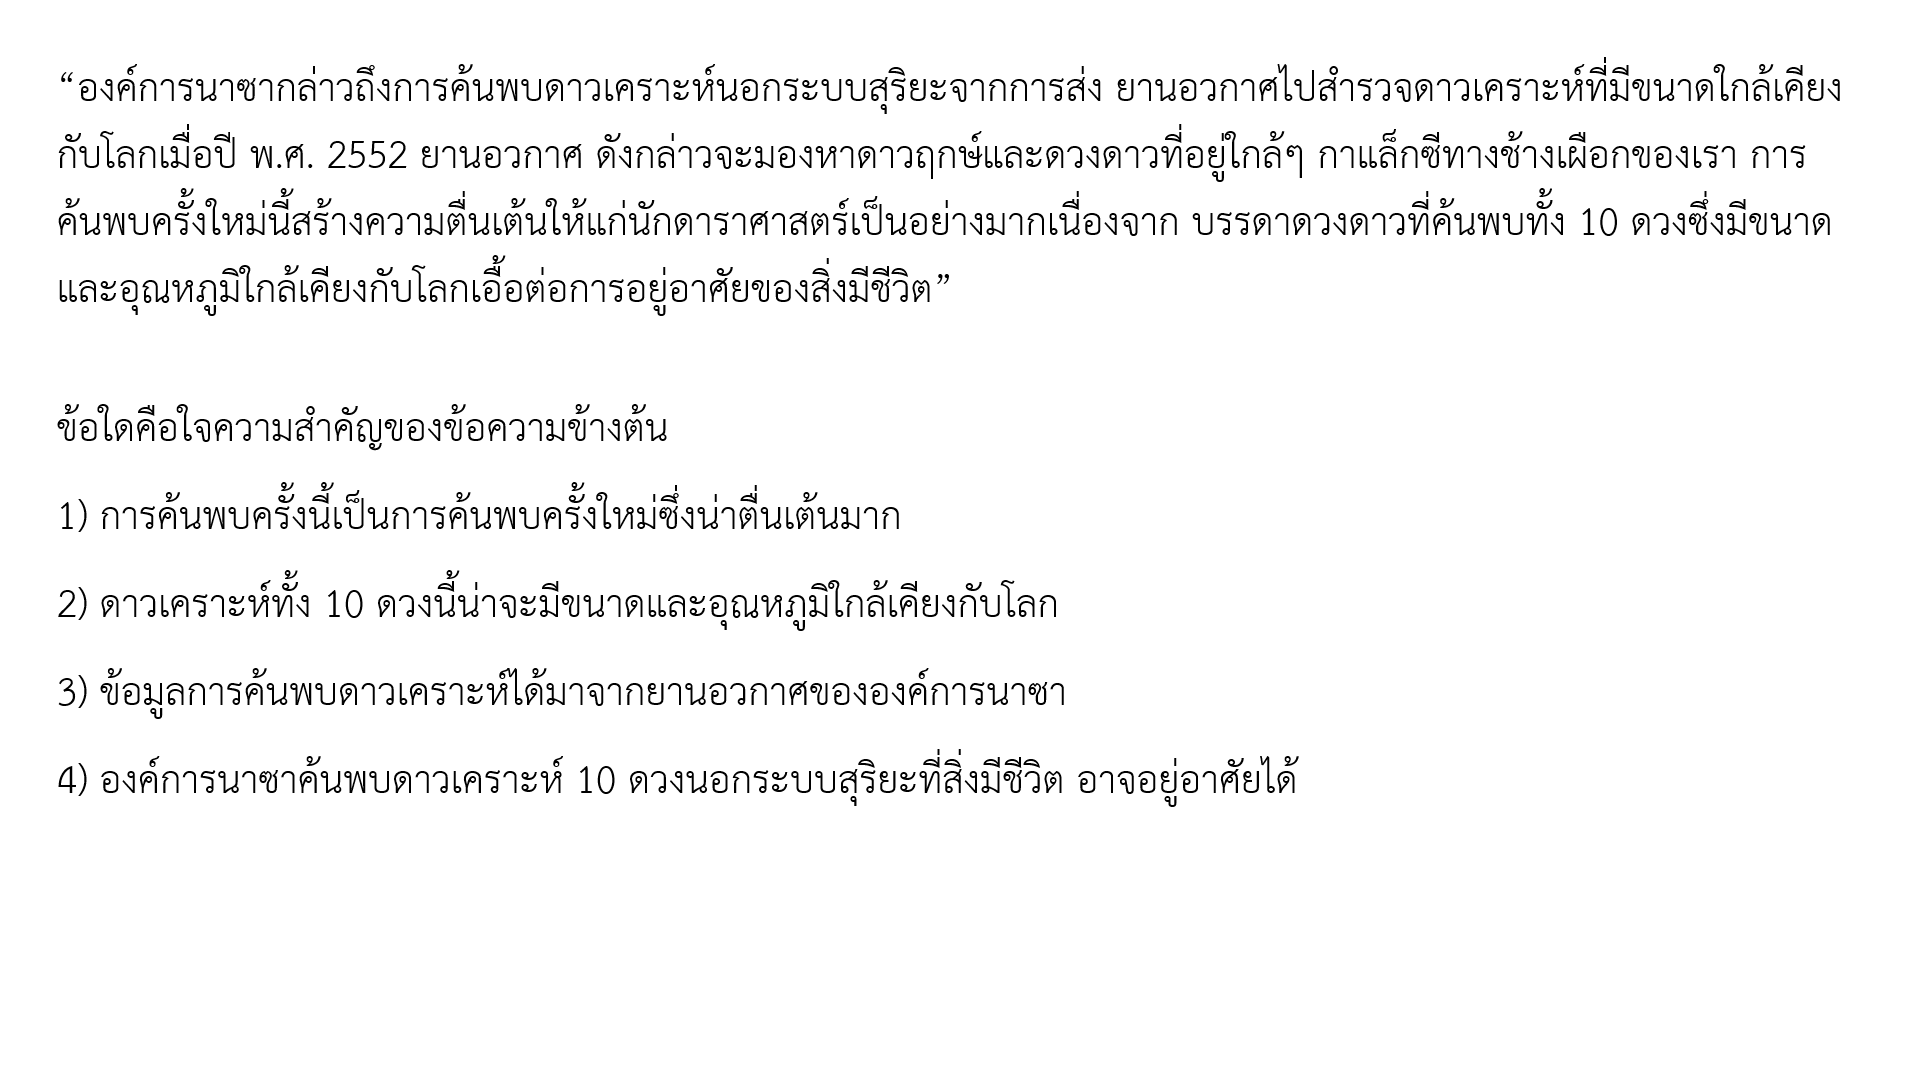 “องค์การนาซากล่าวถึงการค้นพบดาวเคราะห์นอกระบบสุริยะจากการส่ง ยานอวกาศไปสำรวจดาวเคราะห์ที่มีขนาดใกล้เคียง
กับโลกเมื่อปี พ.ศ. 2552 ยานอวกาศ ดังกล่าวจะมองหาดาวฤกษ์และดวงดาวที่อยู่ใกล้ๆ กาแล็กซีทางช้างเผือกของเรา การ
ค้นพบครั้งใหม่นี้สร้างความตื่นเต้นให้แก่นักดาราศาสตร์เป็นอย่างมากเนื่องจาก บรรดาดวงดาวที่ค้นพบทั้ง 10 ดวงซึ่งมีขนาด
และอุณหภูมิใกล้เคียงกับโลกเอื้อต่อการอยู่อาศัยของสิ่งมีชีวิต”
ข้อใดคือใจความสำคัญของข้อความข้างต้น
1) การค้นพบครั้งนี้เป็นการค้นพบครั้งใหม่ซึ่งน่าตื่นเต้นมาก
2) ดาวเคราะห์ทั้ง 10 ดวงนี้น่าจะมีขนาดและอุณหภูมิใกล้เคียงกับโลก
3) ข้อมูลการค้นพบดาวเคราะห์ได้มาจากยานอวกาศขององค์การนาซา
4) องค์การนาซาค้นพบดาวเคราะห์ 10 ดวงนอกระบบสุริยะที่สิ่งมีชีวิต อาจอยู่อาศัยได้